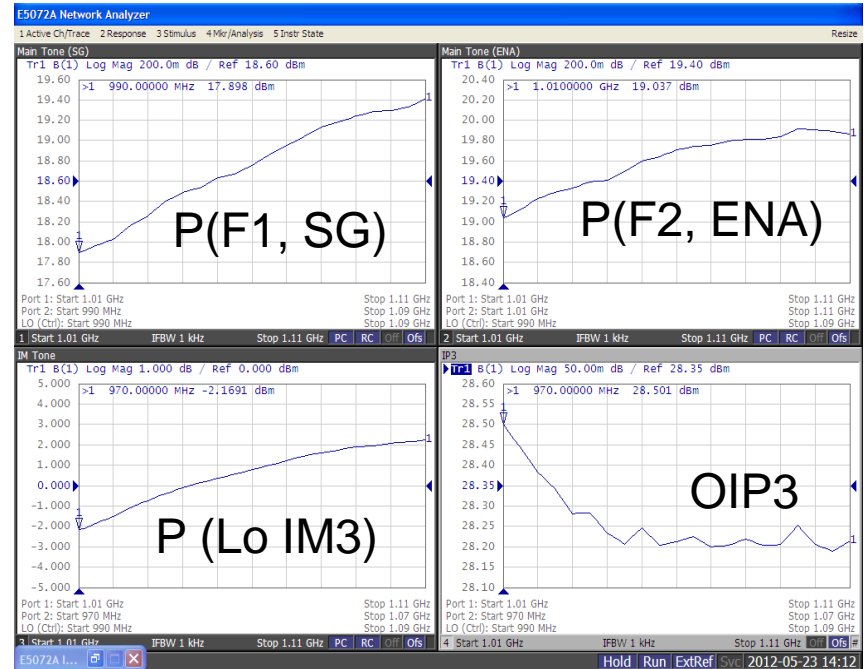 E5072A Network Analyzer
1 Active Ch/Trace 2 Response 3 Stimulus 4 Mkr/Analysis 5 Instr State Resize
Main Tone (SG)
Tr1 B(1) Log Mag 200.0m dB / Ref 18.60 dBm
>1 990.00000 MHz 17.898 dBm
19.60
19.40
19.20
19.00
18.80
18.60
18.40
18.20
18.00
17.80
17.60
1
1
P(F1, SG)
Port 1: Start 1.01 GHz Stop 1.11 GHz
Port 2: Start 990 MHz Stop 1.09 GHz
LO (Ctrl): Start 990 MHz Stop 1.09 GHz
1 Start 1.01 GHz IFBW 1 kHz Stop 1.11 GHz PC RC Off Ofs
Main Tone (ENA)
Tr1 B(1) Log Mag 200.0m dB / Ref 19.40 dBm
>1 1.0100000 GHz 19.037 dBm
20.40
20.20
20.00
19.80
19.60
19.40
19.20
19.00
18.80
18.60
18.40
1
1
P(F2, ENA)
Port 1: Start 1.01 GHz Stop 1.11 GHz
Port 2: Start 1.01 GHz Stop 1.11 GHz
LO (Ctrl): Start 990 MHz Stop 1.09 GHz
2 Start 1.01 GHz IFBW 1 kHz Stop 1.11 GHz PC RC Off Ofs
IM Tone
Tr1 B(1) Log Mag 1.000 dB / Ref 0.000 dBm
>1 970.00000 MHz -2.1691 dBm
5.000
4.000
3.000
2.000
1.000
0.000
-1.000
-2.000
-3.000
-4.000
-5.000
1
1
P (Lo IM3)
Port 1: Start 1.01 GHz Stop 1.11 GHz
Port 2: Start 970 MHz Stop 1.07 GHz
LO (Ctrl): Start 990 MHz Stop 1.09 GHz
3 Start 1.01 GHz IFBW 1 kHz Stop 1.11 GHz PC RC Off Ofs
IP3
Tr1 B(1) Log Mag 50.00m dB / Ref 28.35 dBm
>1 970.00000 MHz 28.501 dBm
28.60
28.55
28.50
28.45
28.40
28.35
28.30
28.25
28.20
28.15
28.10
1
1
OIP3
Port 1: Start 1.01 GHz Stop 1.11 GHz
Port 2: Start 970 MHz Stop 1.07 GHz
LO (Ctrl): Start 990 MHz Stop 1.09 GHz
4 Start 1.01 GHz IFBW 1 kHz Stop 1.11 GHz Off Ofs #
E5072A I...
Hold Run ExtRef Svc 2012-05-23 14:12